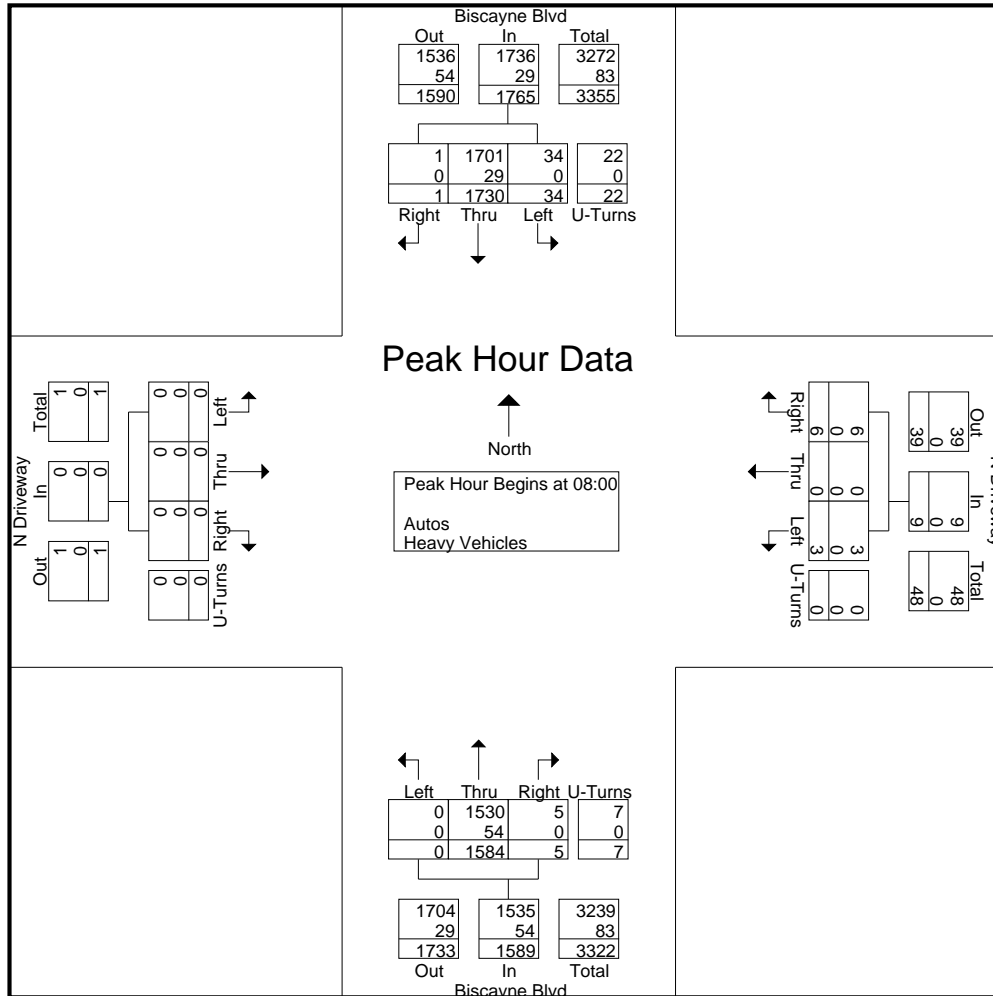 Biscayne Blvd
Out In Total
1536 1736 3272
54 29 83
1590 1765 3355
1 1701 34 22
0 29 0 0
1 1730 34 22
Right Thru Left U-Turns
Peak Hour Data
North
Peak Hour Begins at 08:00
Autos
Heavy Vehicles
N Driveway
Total In Out
1 0 1
0 0 0
1 0 1
Left Thru Right U-Turns
0 0 0 0
0 0 0 0
0 0 0 0
Out In Total
39 9 48
0 0 0
39 9 48
Right Thru Left U-Turns
6 0 3 0
0 0 0 0
6 0 3 0
Left Thru Right U-Turns
0 1530 5 7
0 54 0 0
0 1584 5 7
1704 1535 3239
29 54 83
1733 1589 3322
Out In Total
Biscayne Blvd